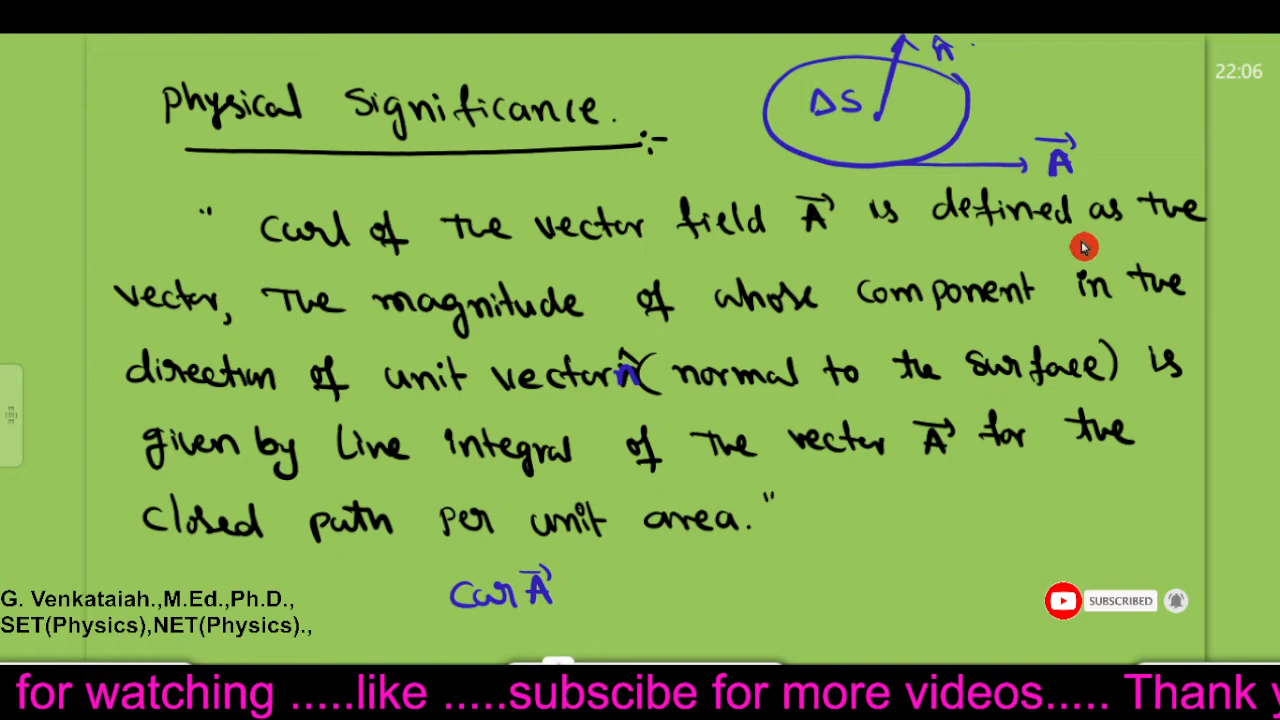 Physical Significance. :-
ΔS
n̂
A⃗
22:06
" Curl of the vector field A⃗ is defined as the
vector, The magnitude of whose component in the
direction of unit vector n̂ (normal to the surface) is
given by Line integral of the vector A⃗ for the
closed path per unit area."
Cur A⃗
G. Venkataiah.,M.Ed.,Ph.D.,
SET(Physics),NET(Physics).,
SUBSCRIBED
for watching .....like .....subscibe for more videos..... Thank y